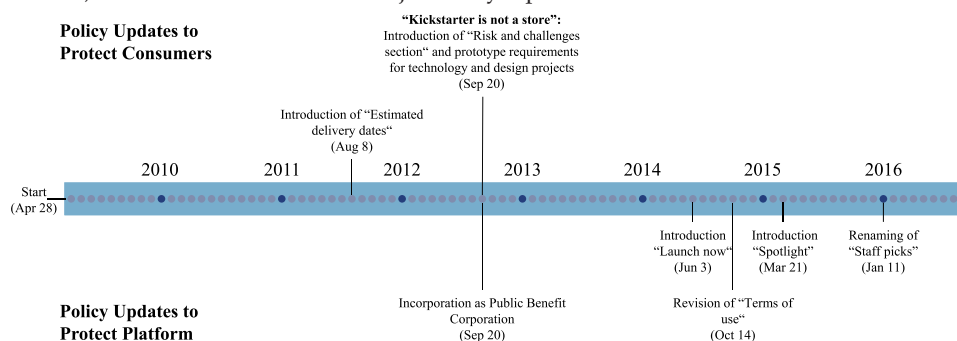 Policy Updates to
Protect Consumers
“Kickstarter is not a store”:
Introduction of “Risk and challenges
section“ and prototype requirements
for technology and design projects
(Sep 20)
Introduction of “Estimated
delivery dates“
(Aug 8)
2010 2011 2012 2013 2014 2015 2016
Start
(Apr 28)
Introduction
“Launch now“
(Jun 3)
Introduction
“Spotlight”
(Mar 21)
Renaming of
“Staff picks”
(Jan 11)
Incorporation as Public Benefit
Corporation
(Sep 20)
Revision of “Terms of
use“
(Oct 14)
Policy Updates to
Protect Platform